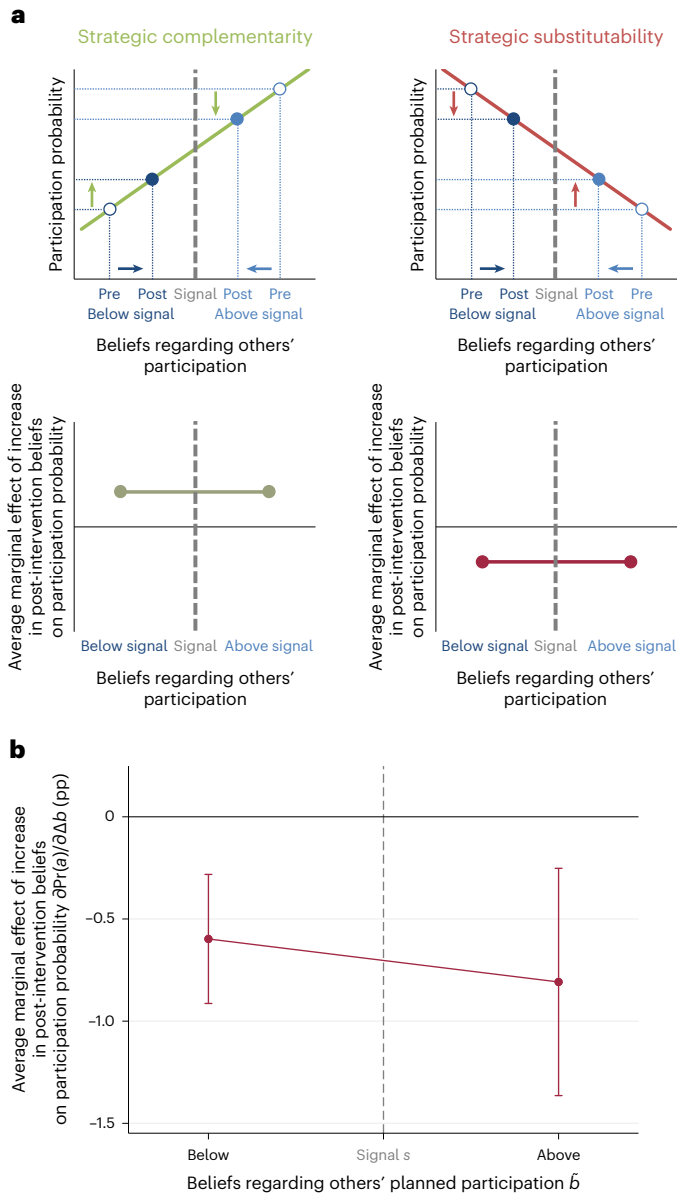 a
Strategic complementarity
Participation probability
Pre Post Signal Post Pre
Below signal Above signal
Beliefs regarding others’
participation
Strategic substitutability
Participation probability
Pre Post Signal Post Pre
Below signal Above signal
Beliefs regarding others’
participation
Average marginal effect of increase
in post-intervention beliefs
on participation probability
Below signal Signal Above signal
Beliefs regarding others’
participation
Average marginal effect of increase
in post-intervention beliefs
on participation probability
Below signal Signal Above signal
Beliefs regarding others’
participation
b
Average marginal effect of increase
in post-intervention beliefs
on participation probability ∂Pr(a)/∂Δb (pp)
0
–0.5
–1.0
–1.5
Below Signal s Above
Beliefs regarding others’ planned participation b̃